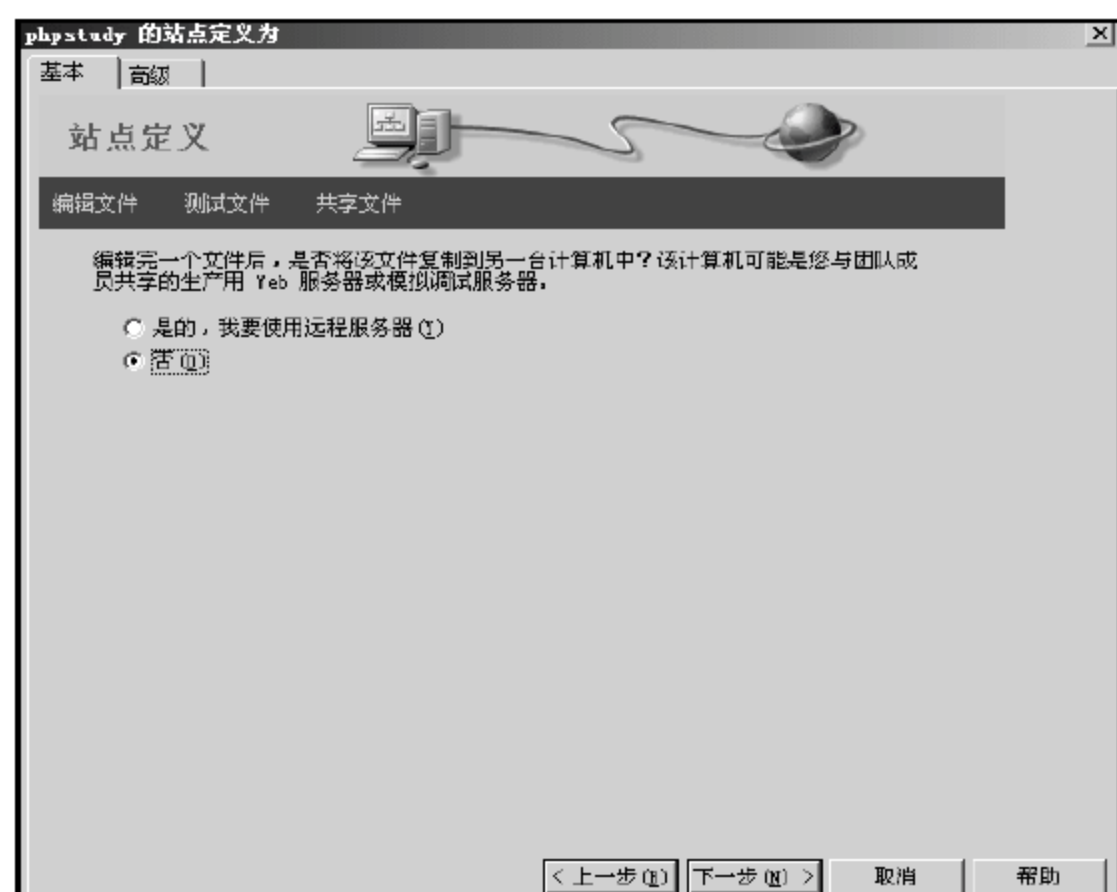 phpstudy 的站点定义为
基本 高级
站点定义
编辑文件 测试文件 共享文件
编辑完一个文件后，是否将该文件复制到另一台计算机中？该计算机可能是您与团队成
员共享的生产用 Web 服务器或模拟调试服务器。
是的，我要使用远程服务器(Y)
否(O)
< 上一步(B) 下一步(N) > 取消 帮助